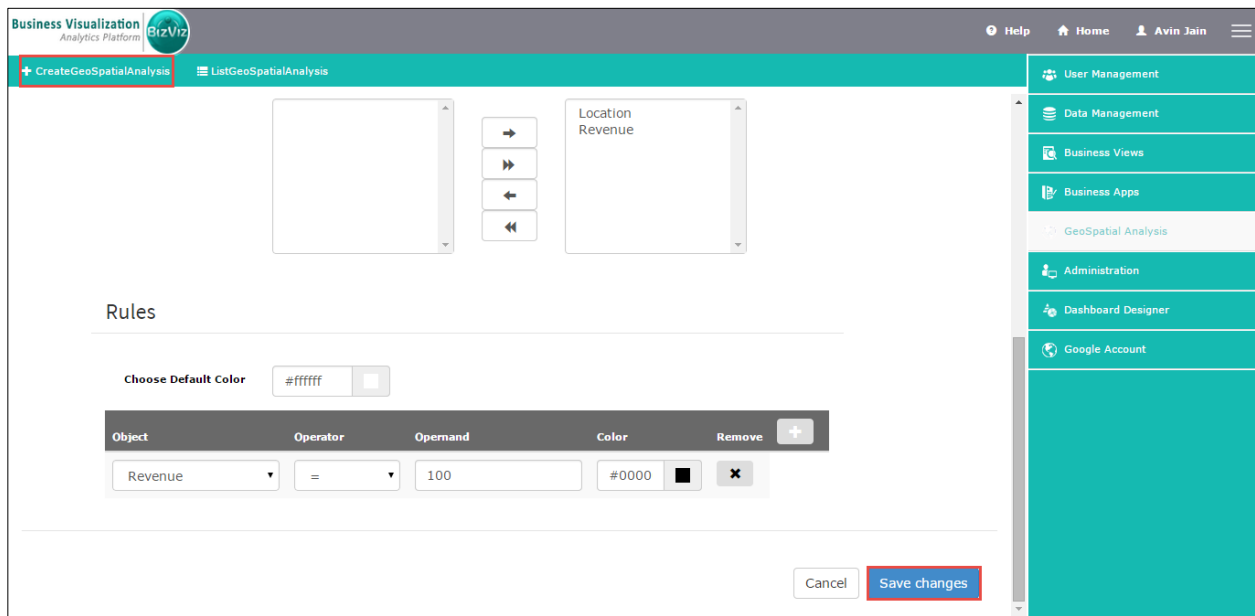 Business Visualization
Analytics Platform
BizViz
Help
Home
Avin Jain
CreateGeoSpatialAnalysis
ListGeoSpatialAnalysis
User Management
Data Management
Business Views
Business Apps
GeoSpatial Analysis
Administration
Dashboard Designer
Google Account
Location
Revenue
Rules
Choose Default Color
#ffffff
Object Operator Opernand Color Remove
Revenue = 100 #0000
Cancel
Save changes